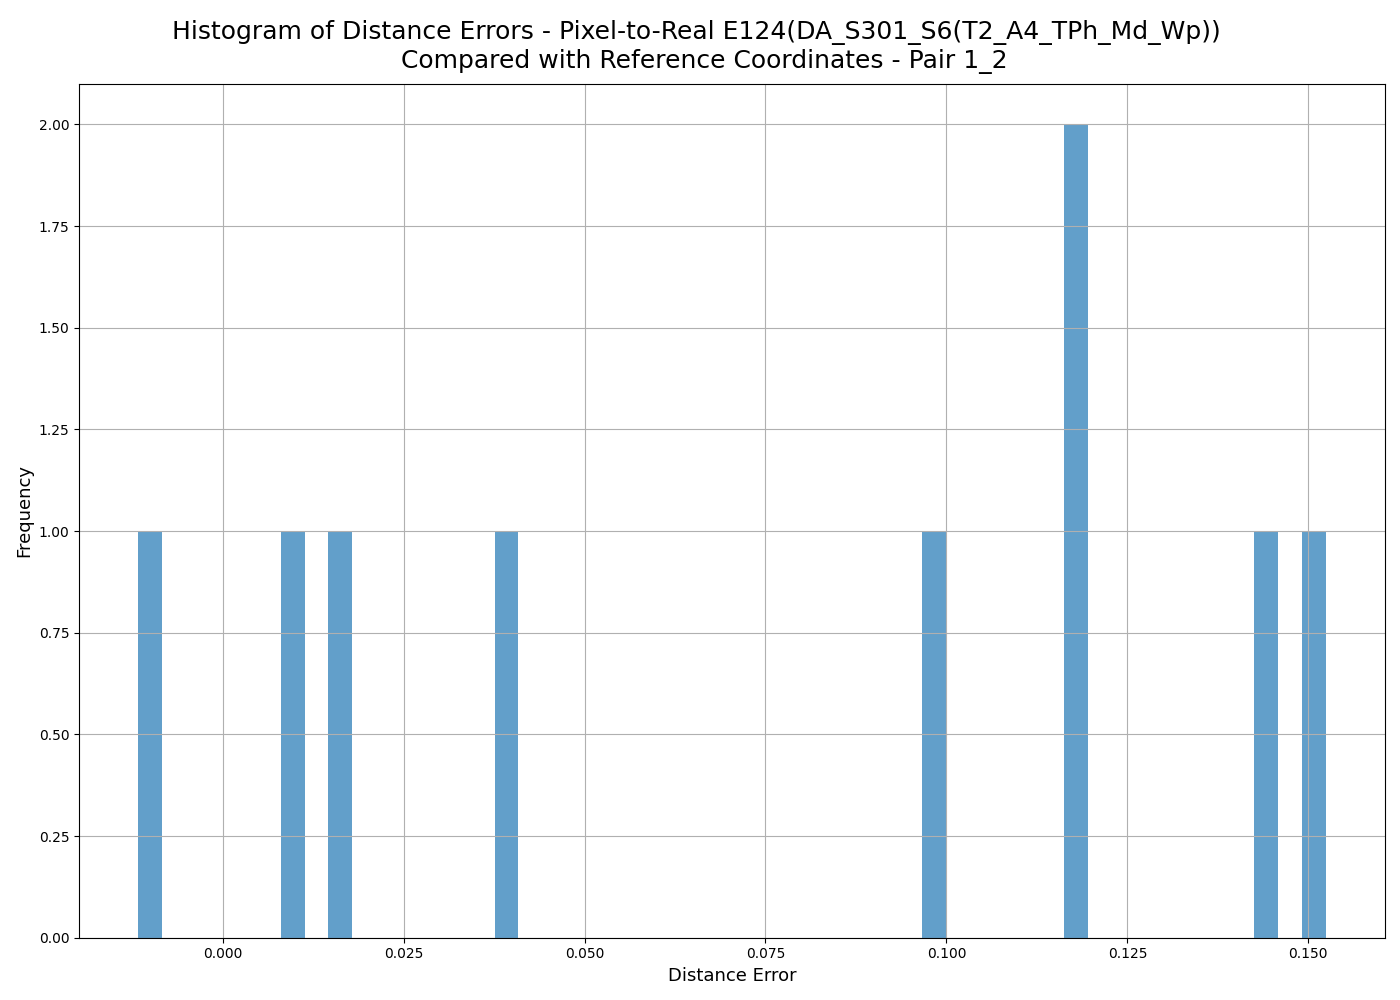 Histogram of Distance Errors - Pixel-to-Real E124(DA_S301_S6(T2_A4_TPh_Md_Wp))
Compared with Reference Coordinates - Pair 1_2
2.00
1.75
1.50
1.25
1.00
0.75
0.50
0.25
0.00
Frequency
0.000 0.025 0.050 0.075 0.100 0.125 0.150
Distance Error